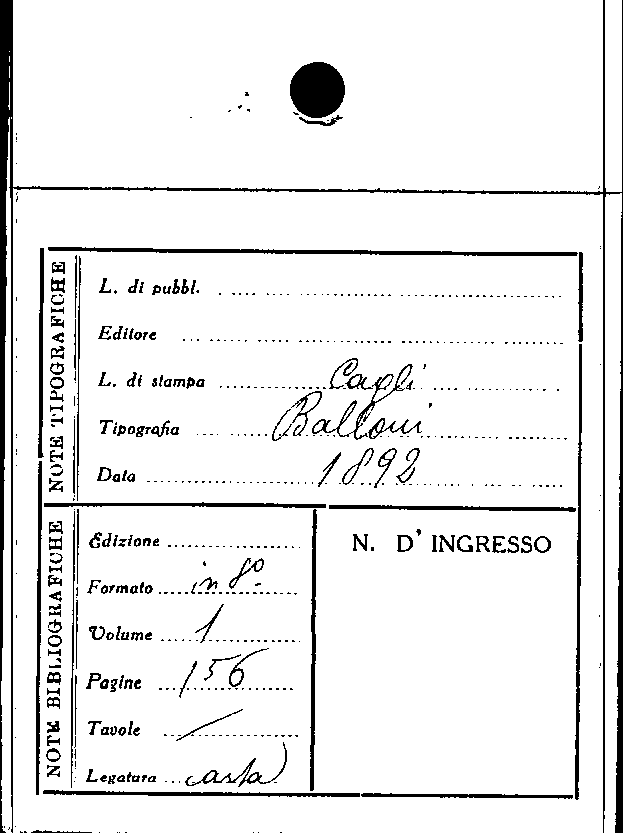 NOTE TIPOGRAFICHE
L. di pubbl.
Editore
L. di stampa Cagli
Tipografia Balloni
Data 1892
NOTE BIBLIOGRAFICHE
Edizione
Formato in 8º
Volume 1
Pagine 156
Tavole /
Legatura carta
N. D' INGRESSO